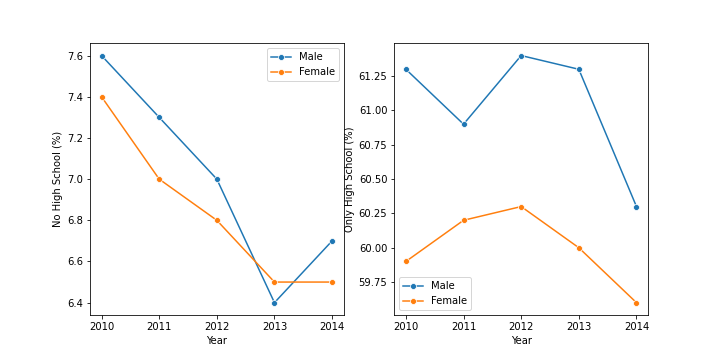 No High School (%)
7.6
7.4
7.2
7.0
6.8
6.6
6.4
2010 2011 2012 2013 2014
Year
Male
Female
Only High School (%)
61.25
61.00
60.75
60.50
60.25
60.00
59.75
2010 2011 2012 2013 2014
Year
Male
Female